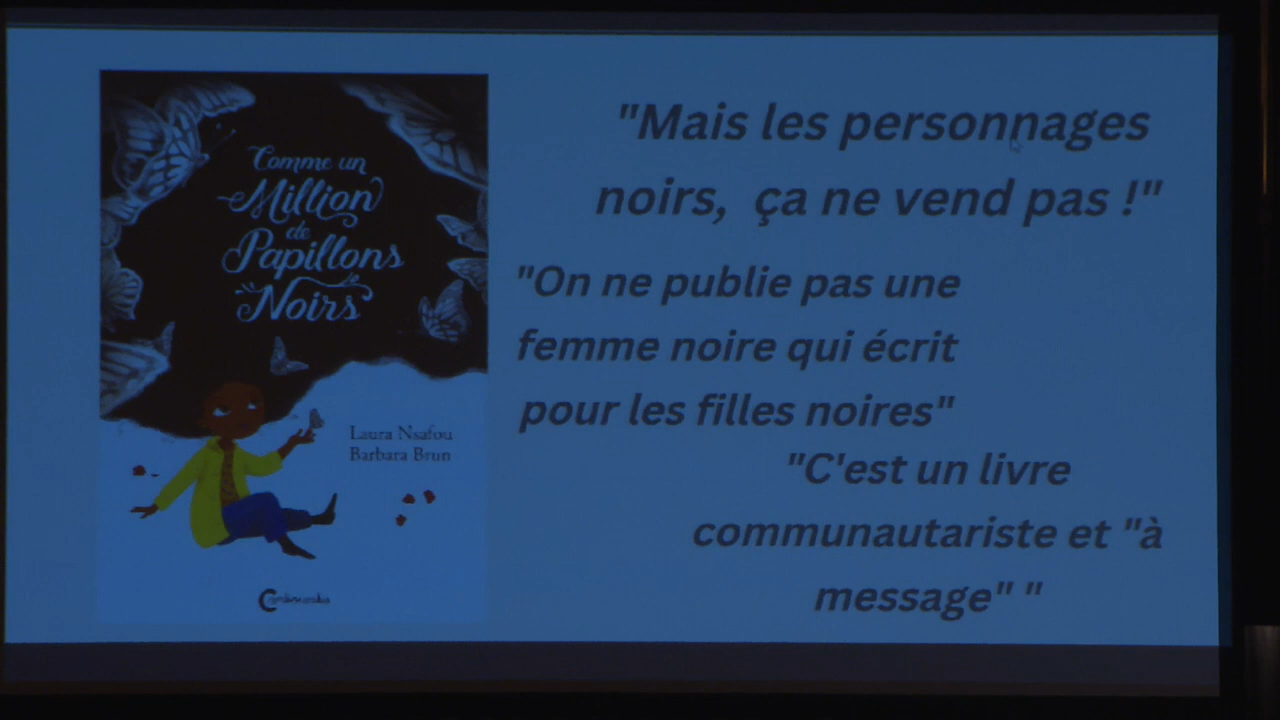 Comme un
Million
de
Papillons
Noirs
Laura Nsafou
Barbara Brun
Cambourakis
"Mais les personnages
noirs, ça ne vend pas !"
"On ne publie pas une
femme noire qui écrit
pour les filles noires"
"C'est un livre
communautariste et "à
message" "